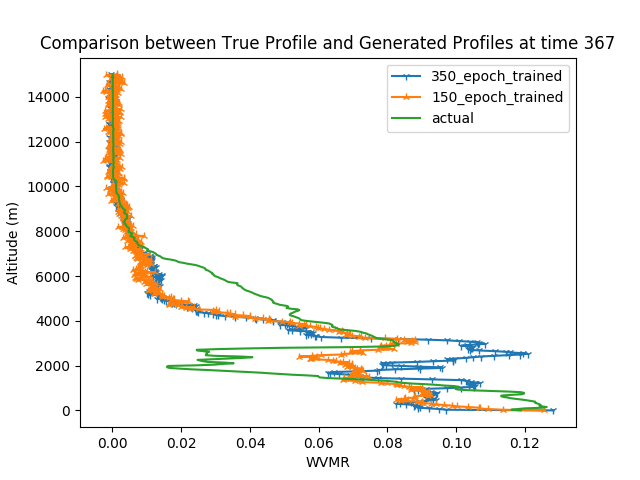 Comparison between True Profile and Generated Profiles at time 367
350_epoch_trained
150_epoch_trained
actual
Altitude (m)
14000
12000
10000
8000
6000
4000
2000
0
0.00 0.02 0.04 0.06 0.08 0.10 0.12
WVMR